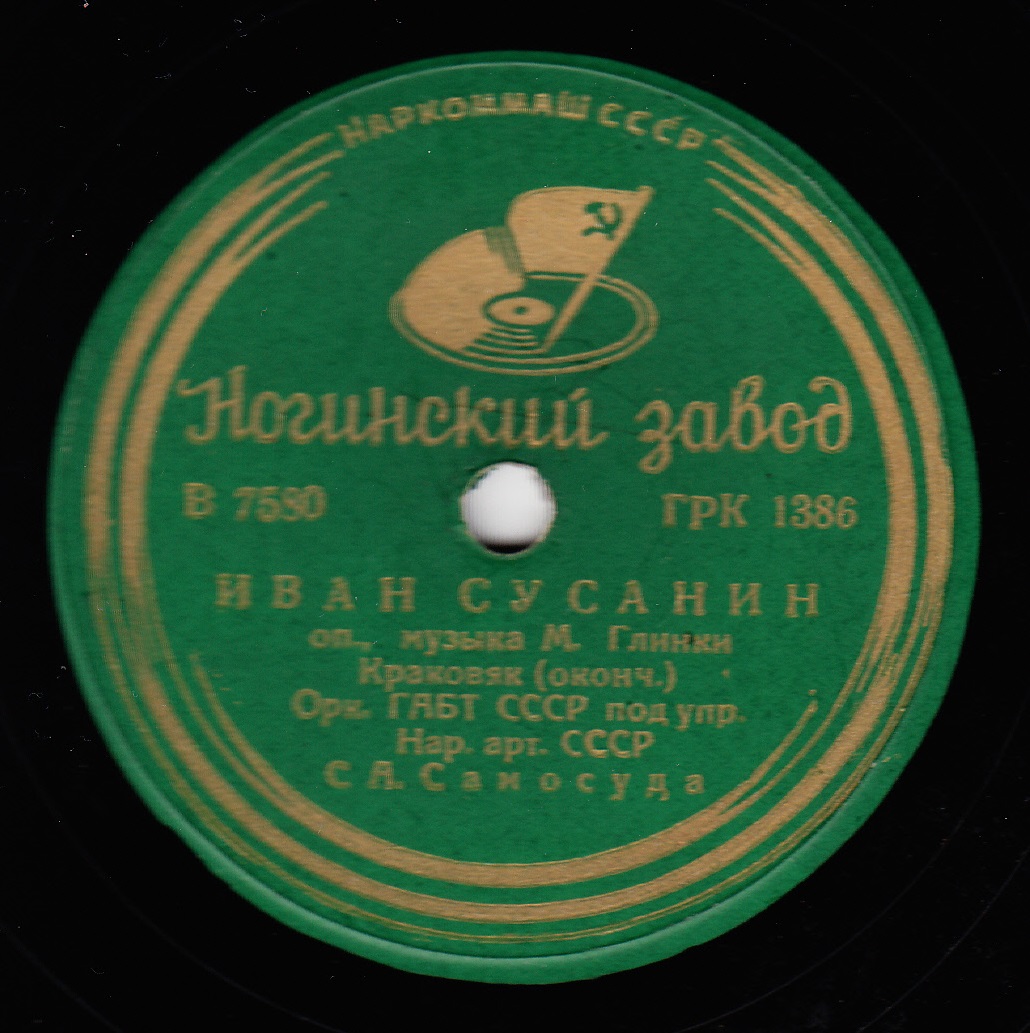 НАРКОММАШ СССР
Ногинский завод
В 7580 ГРК 1386
ИВАН СУСАНИН
оп., музыка М. Глинки
Краковяк (оконч.)
Орк. ГАБТ СССР под упр.
Нар. арт. СССР
С А. Самосуда